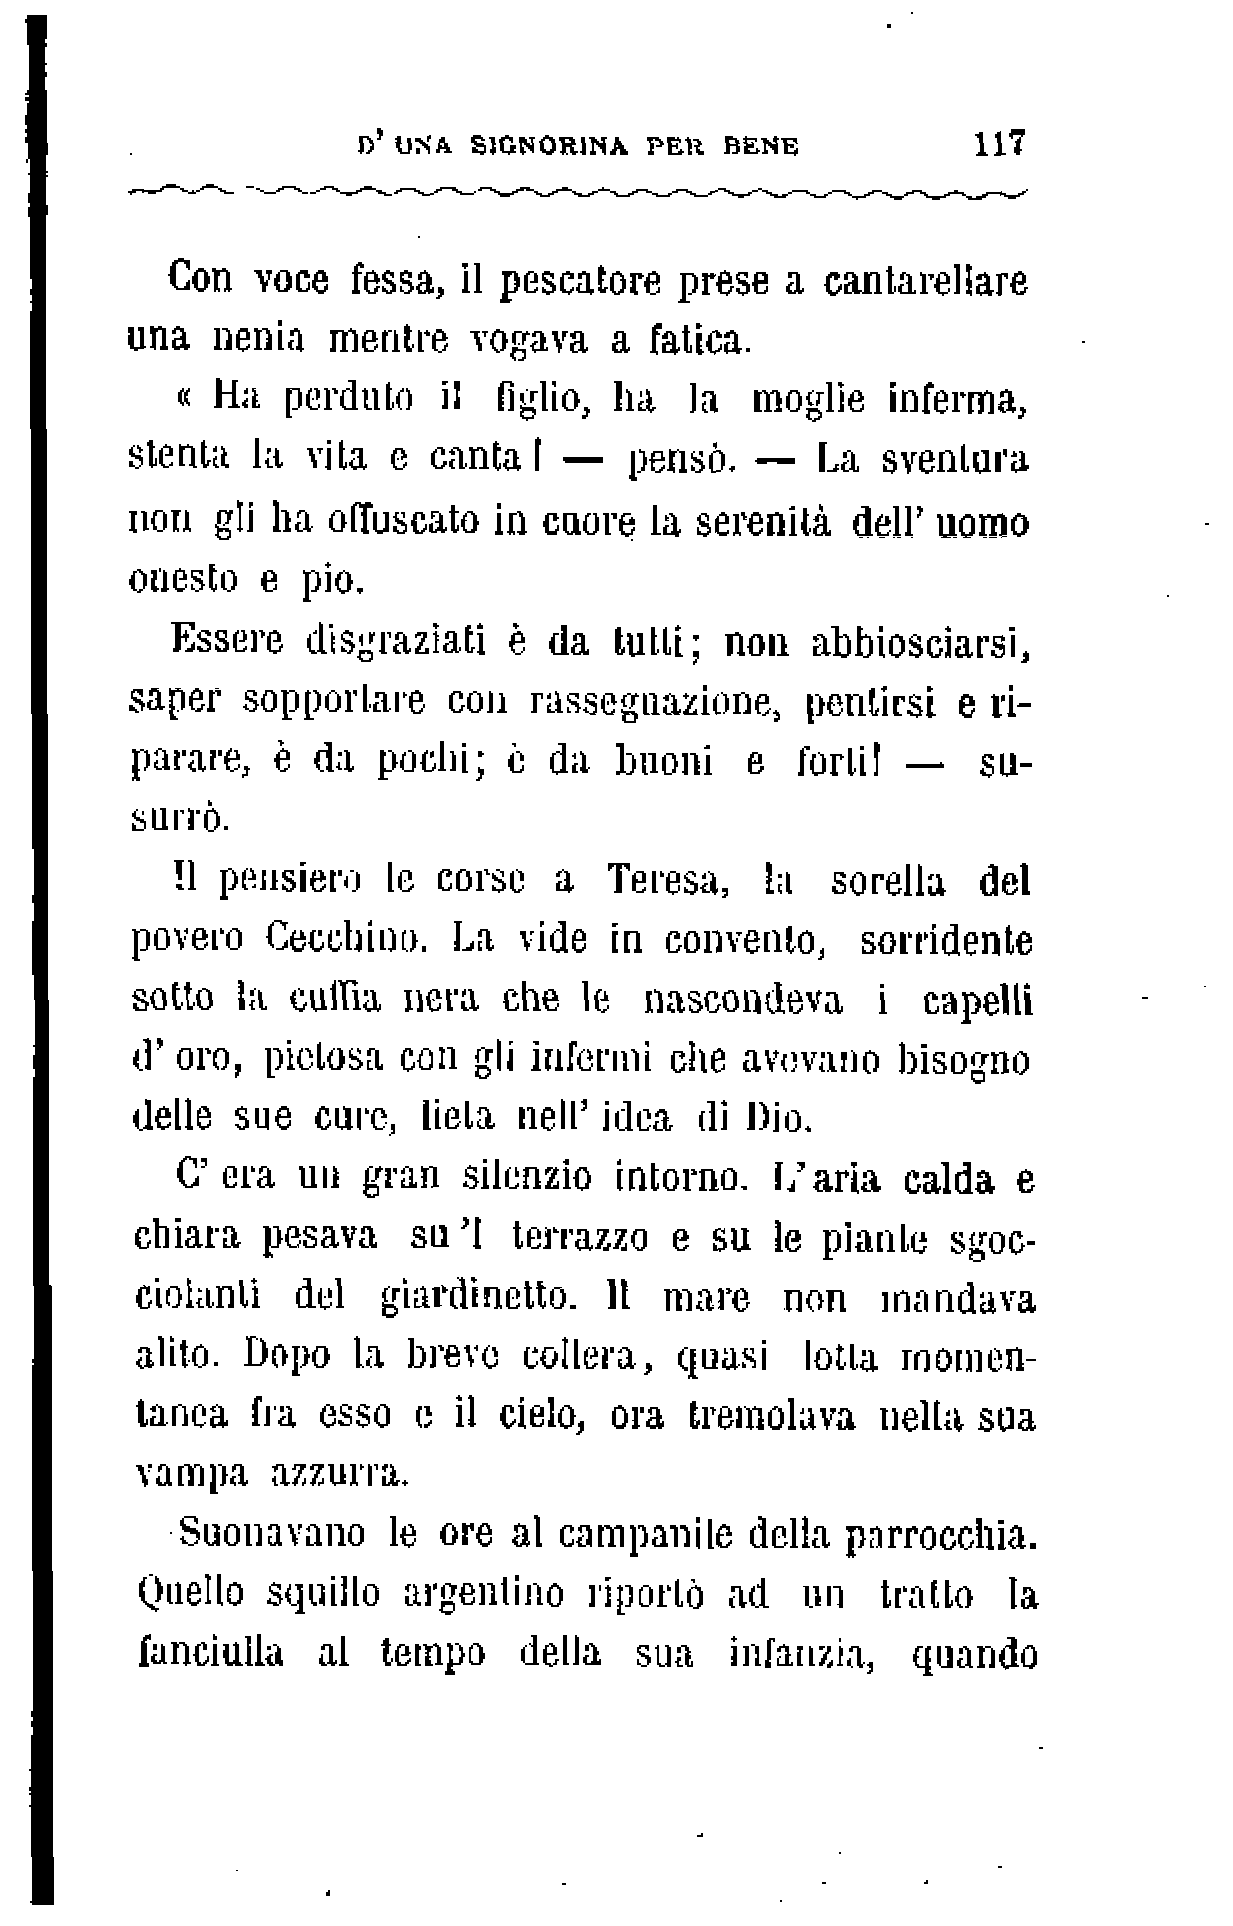 D' UNA SIGNORINA PER BENE 117
Con voce fessa, il pescatore prese a cantarellare
una nenia mentre vogava a fatica.
« Ha perduto il figlio, ha la moglie inferma,
stenta la vita e canta! — pensò. — La sventura
non gli ha offuscato in cuore la serenità dell' uomo
onesto e pio.
Essere disgraziati è da tutti; non abbiosciarsi,
saper sopportare con rassegnazione, pentirsi e ri-
parare, è da pochi; è da buoni e forti! — su-
surrò.
Il pensiero le corse a Teresa, la sorella del
povero Cecchino. La vide in convento, sorridente
sotto la cuffia nera che le nascondeva i capelli
d' oro, pietosa con gli infermi che avevano bisogno
delle sue cure, lieta nell' idea di Dio.
C' era un gran silenzio intorno. L' aria calda e
chiara pesava su 'l terrazzo e su le piante sgoc-
ciolanti del giardinetto. Il mare non mandava
alito. Dopo la breve collera, quasi lotta momen-
tanea fra esso e il cielo, ora tremolava nella sua
vampa azzurra.
Suonavano le ore al campanile della parrocchia.
Quello squillo argentino riportò ad un tratto la
fanciulla al tempo della sua infanzia, quando